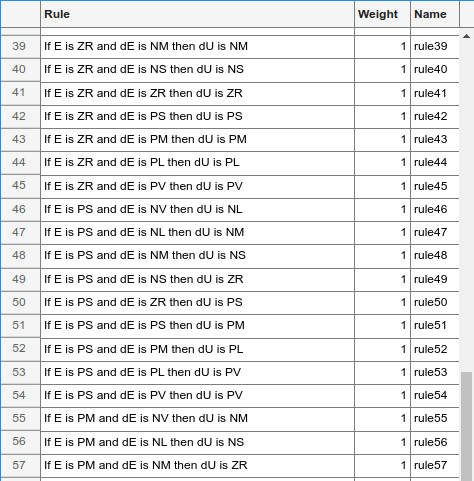 Rule Weight Name
39 If E is ZR and dE is NM then dU is NM 1 rule39
40 If E is ZR and dE is NS then dU is NS 1 rule40
41 If E is ZR and dE is ZR then dU is ZR 1 rule41
42 If E is ZR and dE is PS then dU is PS 1 rule42
43 If E is ZR and dE is PM then dU is PM 1 rule43
44 If E is ZR and dE is PL then dU is PL 1 rule44
45 If E is ZR and dE is PV then dU is PV 1 rule45
46 If E is PS and dE is NV then dU is NL 1 rule46
47 If E is PS and dE is NL then dU is NM 1 rule47
48 If E is PS and dE is NM then dU is NS 1 rule48
49 If E is PS and dE is NS then dU is ZR 1 rule49
50 If E is PS and dE is ZR then dU is PS 1 rule50
51 If E is PS and dE is PS then dU is PM 1 rule51
52 If E is PS and dE is PM then dU is PL 1 rule52
53 If E is PS and dE is PL then dU is PV 1 rule53
54 If E is PS and dE is PV then dU is PV 1 rule54
55 If E is PM and dE is NV then dU is NM 1 rule55
56 If E is PM and dE is NL then dU is NS 1 rule56
57 If E is PM and dE is NM then dU is ZR 1 rule57